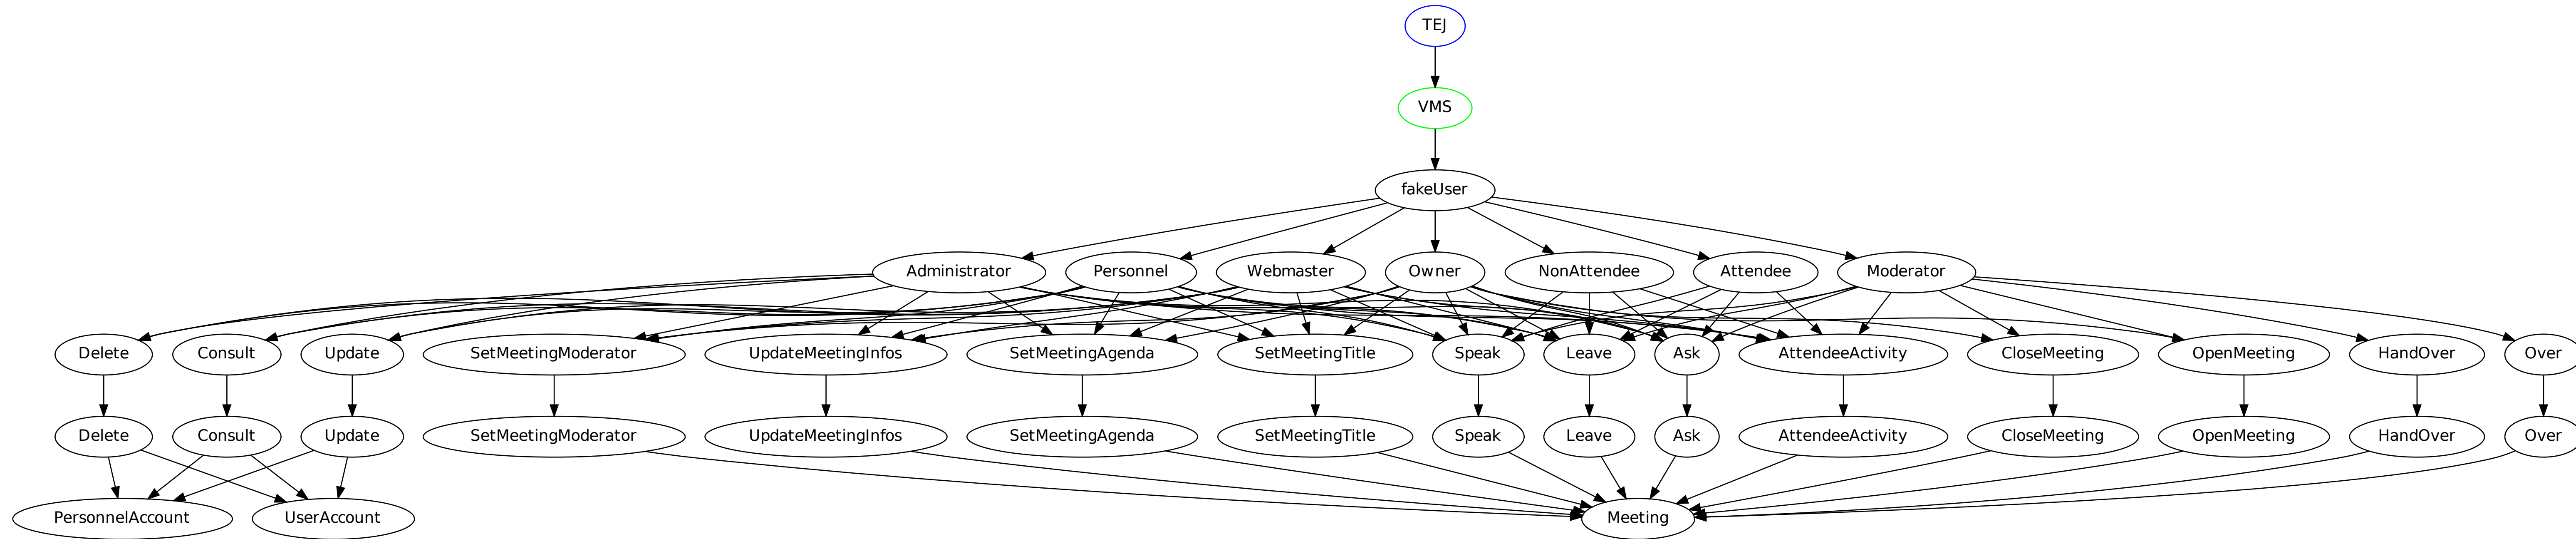 TEJ
VMS
fakeUser
Administrator Personnel Webmaster Owner NonAttendee Attendee Moderator
Delete Consult Update SetMeetingModerator UpdateMeetingInfos SetMeetingAgenda SetMeetingTitle Speak Leave Ask AttendeeActivity CloseMeeting OpenMeeting HandOver Over
Delete Consult Update SetMeetingModerator UpdateMeetingInfos SetMeetingAgenda SetMeetingTitle Speak Leave Ask AttendeeActivity CloseMeeting OpenMeeting HandOver Over
PersonnelAccount UserAccount Meeting